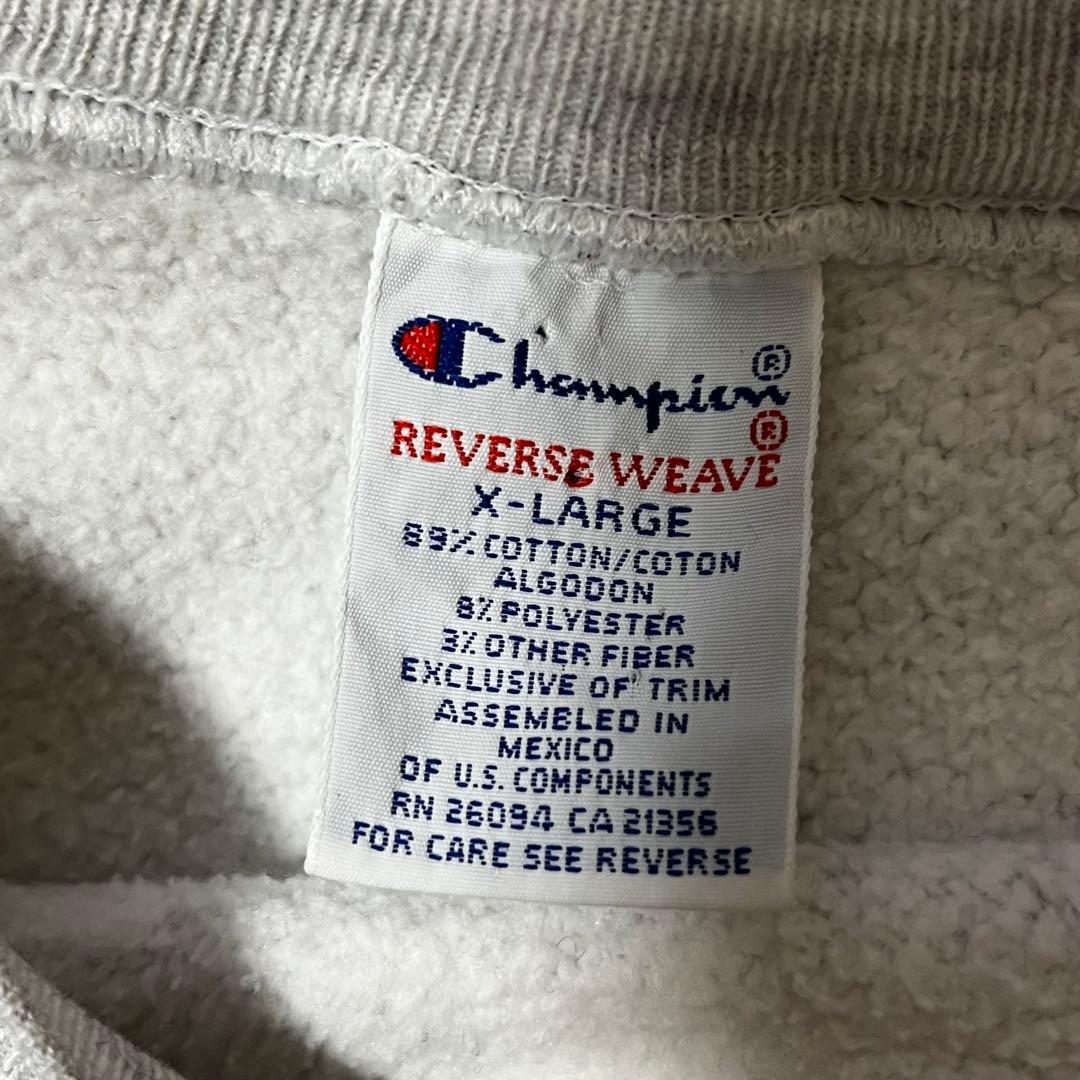 Champion®
REVERSE WEAVE®
X-LARGE
89% COTTON/COTON
ALGODON
8% POLYESTER
3% OTHER FIBER
EXCLUSIVE OF TRIM
ASSEMBLED IN
MEXICO
OF U.S. COMPONENTS
RN 26094 CA 21356
FOR CARE SEE REVERSE